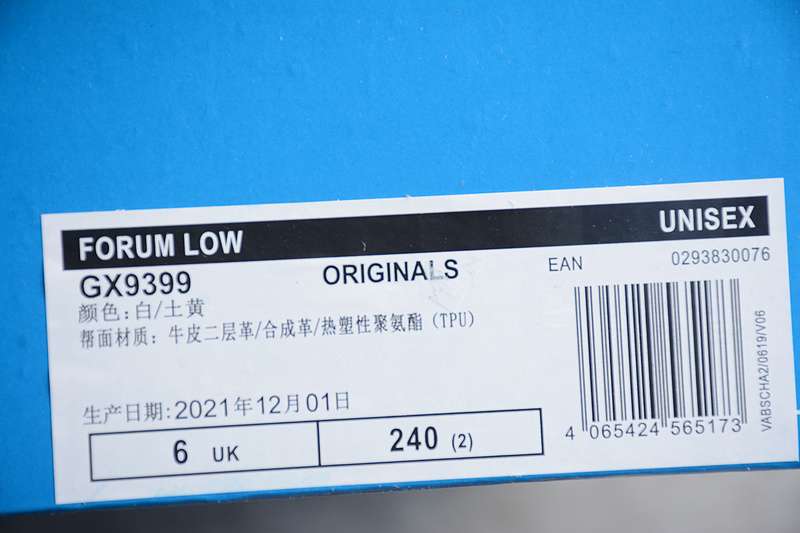 FORUM LOW UNISEX
GX9399 ORIGINALS EAN 0293830076
颜色: 白/土黄
帮面材质: 牛皮二层革/合成革/热塑性聚氨酯 (TPU)
生产日期: 2021年12月01日
6 UK 240 (2)
4 065424 565173
VABSCHA2/0619/V06